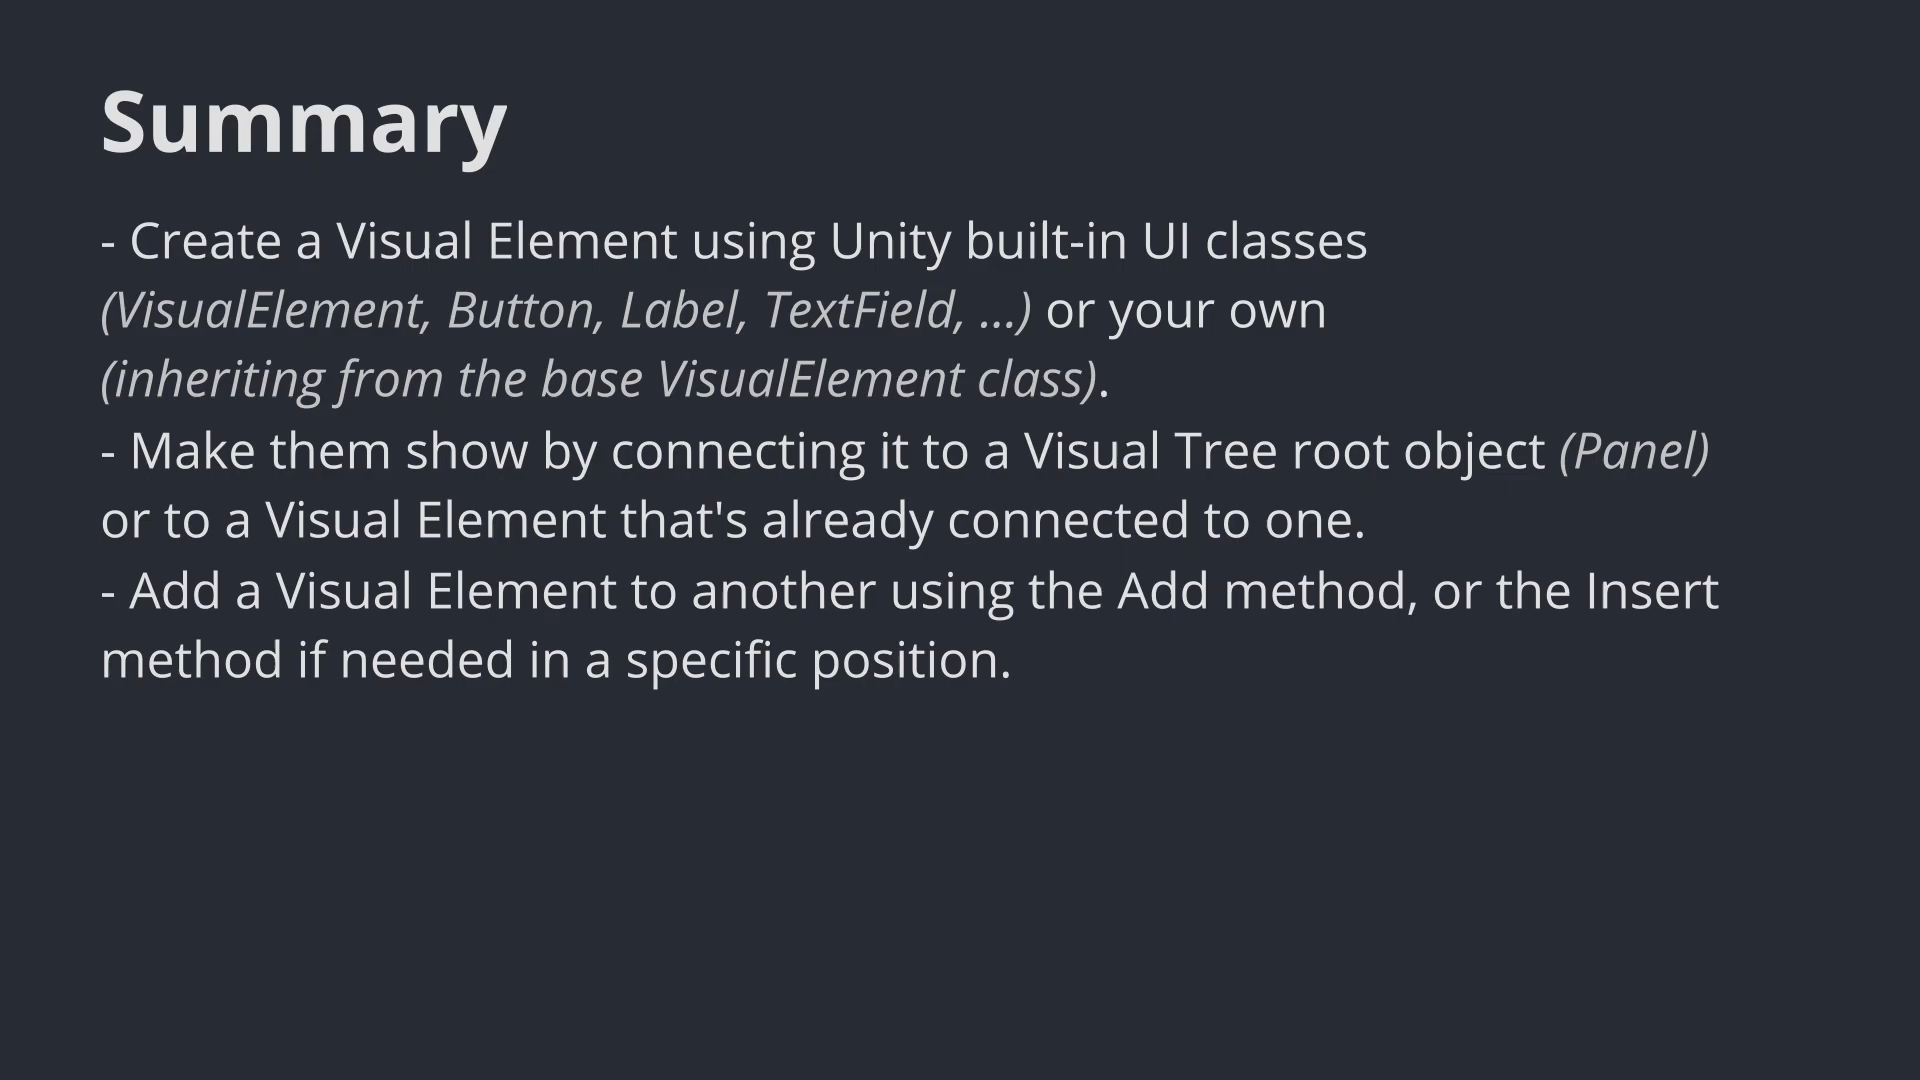 Summary
- Create a Visual Element using Unity built-in UI classes
(VisualElement, Button, Label, TextField, ...) or your own
(inheriting from the base VisualElement class).
- Make them show by connecting it to a Visual Tree root object (Panel)
or to a Visual Element that's already connected to one.
- Add a Visual Element to another using the Add method, or the Insert
method if needed in a specific position.